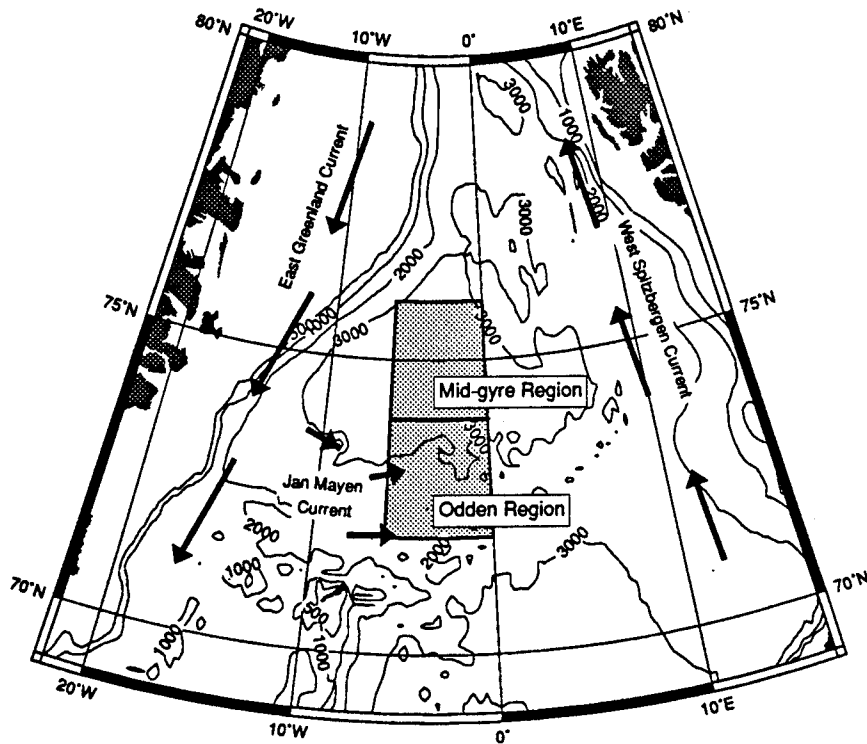 20°W
10°W
0°
10°E
80°N
80°N
3000
1000
2000
3000
East Greenland Current
West Spitzbergen Current
2000
75°N
75°N
3000
3000
Mid-gyre Region
Jan Mayen
Current
Odden Region
2000
2000
3000
1000
500
70°N
70°N
1000
1000
20°W
10°W
0°
10°E